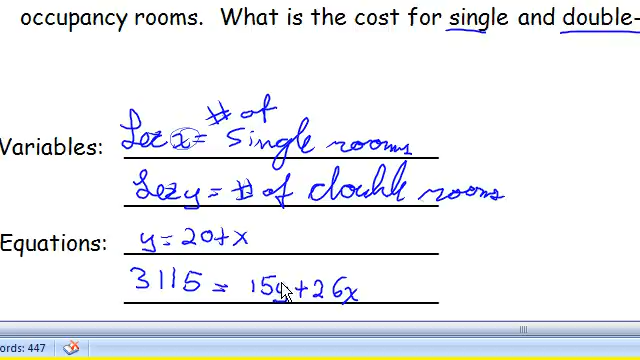 occupancy rooms. What is the cost for single and double-
# of
Variables: Let x = single rooms
Let y = # of double rooms
Equations: y = 20+x
3115 = 15y+26x
ords: 447